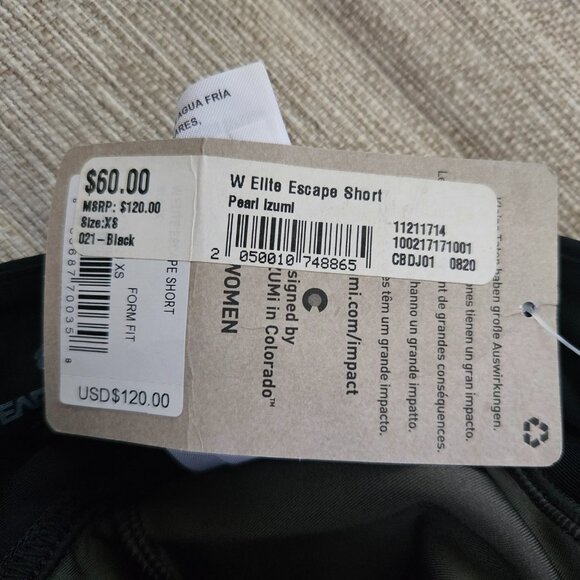 AGUA FRÍA
ARES,
$60.00
MSRP: $120.00
Size:XS
021-Black
W Elite Escape Short
Pearl Izumi
2 050010 748865
11211714
100217171001
CBDJ01 0820
PE SHORT
XS
FORM FIT
USD$120.00
WOMEN
signed by
ZUMi in Colorado™
mi.com/impact
es têm um grande impacto.
hanno un grande impatto.
nt de grandes conséquences.
nes tienen un gran impacto.
haben große Auswirkungen.